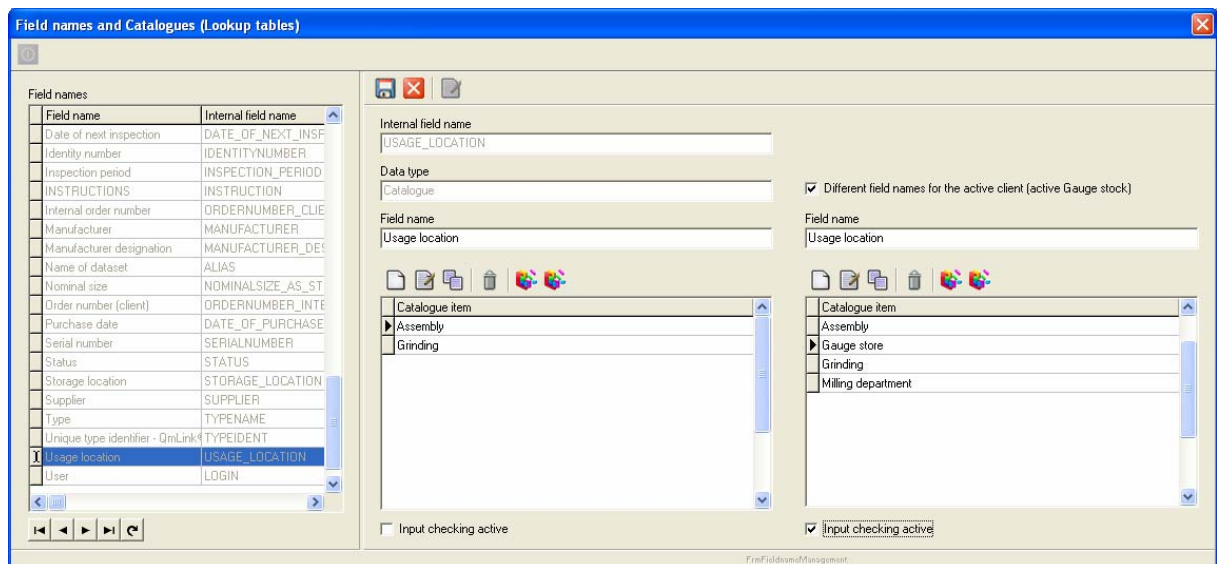 Field names and Catalogues (Lookup tables)
Field names
Field name Internal field name
Date of next inspection DATE_OF_NEXT_INSP
Identity number IDENTITYNUMBER
Inspection period INSPECTION_PERIOD
INSTRUCTIONS INSTRUCTION
Internal order number ORDERNUMBER_CLIE
Manufacturer MANUFACTURER
Manufacturer designation MANUFACTURER_DES
Name of dataset ALIAS
Nominal size NOMINALSIZE_AS_ST
Order number (client) ORDERNUMBER_INTE
Purchase date DATE_OF_PURCHASE
Serial number SERIALNUMBER
Status STATUS
Storage location STORAGE_LOCATION
Supplier SUPPLIER
Type TYPENAME
Unique type identifier - QmLink TYPEIDENT
Usage location USAGE_LOCATION
User LOGIN
Internal field name
USAGE_LOCATION
Data type
Catalogue
Field name
Usage location
Catalogue item
Assembly
Grinding
Input checking active
Different field names for the active client (active Gauge stock)
Field name
Usage location
Catalogue item
Assembly
Gauge store
Grinding
Milling department
Input checking active
FrmFieldnameManagement